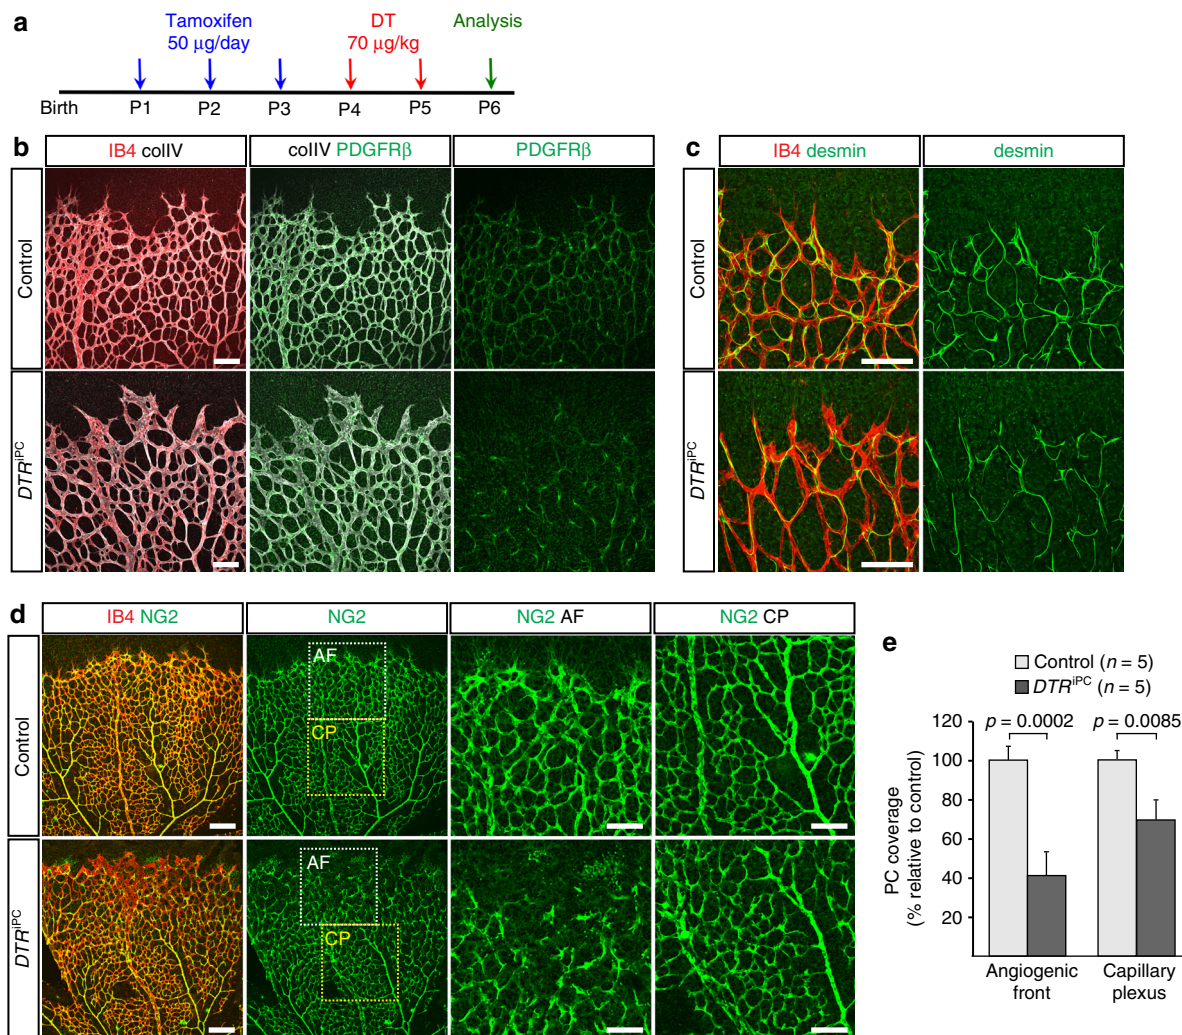 a
Tamoxifen
50 µg/day
DT
70 µg/kg
Analysis
Birth P1 P2 P3 P4 P5 P6
b
IB4 colIV
colIV PDGFRβ
PDGFRβ
Control
DTRiPC
c
IB4 desmin
desmin
Control
DTRiPC
d
IB4 NG2
NG2
NG2 AF
NG2 CP
Control
AF
CP
DTRiPC
AF
CP
e
Control (n = 5)
DTRiPC (n = 5)
p = 0.0002 p = 0.0085
PC coverage
(% relative to control)
120
100
80
60
40
20
Angiogenic
front
Capillary
plexus